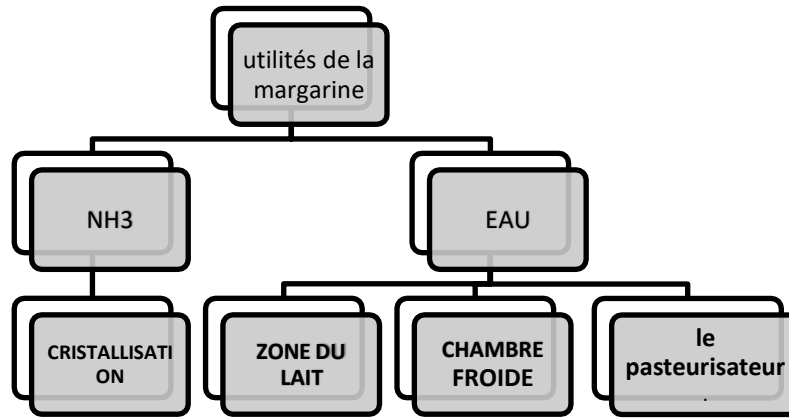 utilités de la
margarine
NH3
EAU
CRISTALLISATI
ON
ZONE DU
LAIT
CHAMBRE
FROIDE
le
pasteurisateur
.